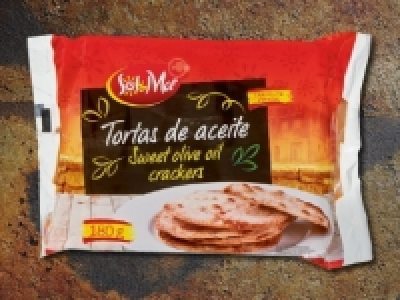 Sol&Mar
Tortas de aceite
Sweet olive oil
crackers
180 g